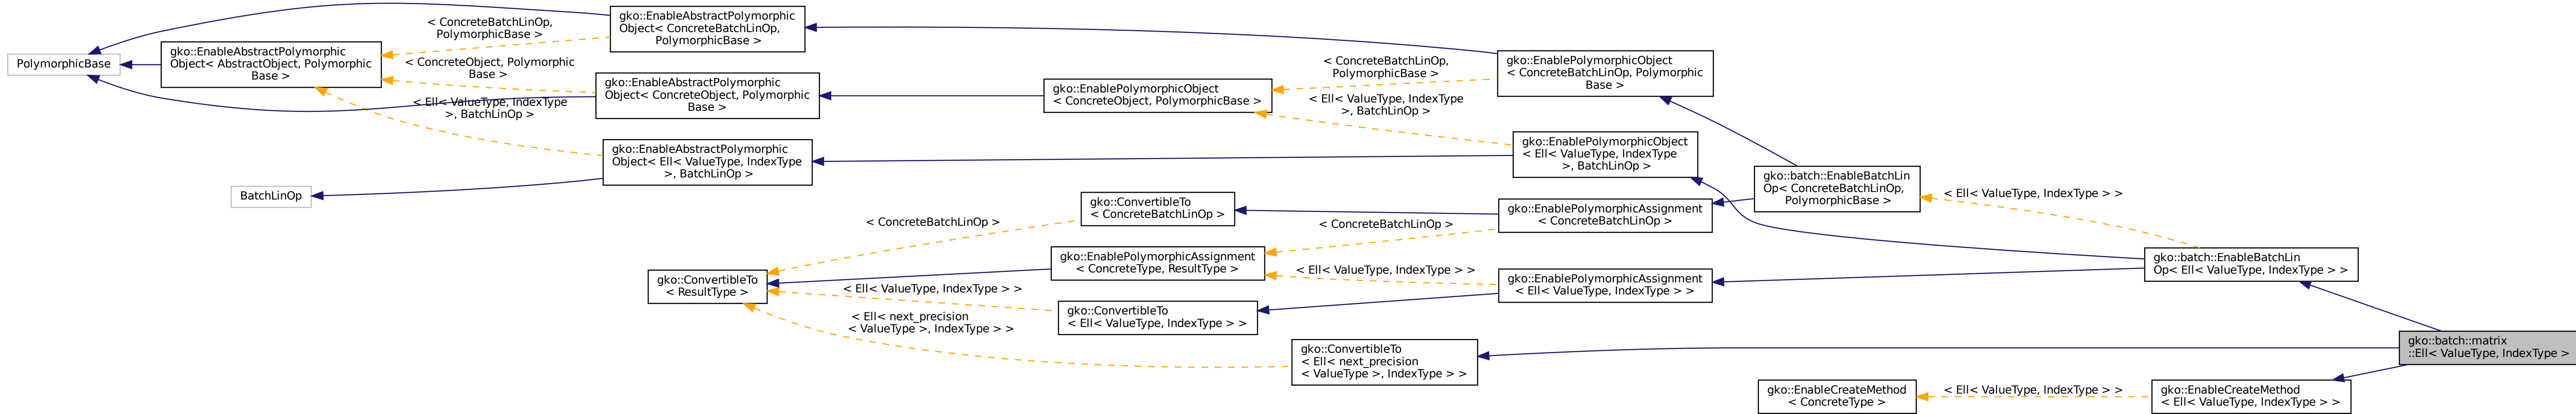 PolymorphicBase
gko::EnableAbstractPolymorphic
Object< AbstractObject, Polymorphic
Base >
BatchLinOp
< ConcreteBatchLinOp,
PolymorphicBase >
< ConcreteObject, Polymorphic
Base >
< Ell< ValueType, IndexType
>, BatchLinOp >
gko::EnableAbstractPolymorphic
Object< ConcreteBatchLinOp,
PolymorphicBase >
gko::EnableAbstractPolymorphic
Object< ConcreteObject, Polymorphic
Base >
gko::EnableAbstractPolymorphic
Object< Ell< ValueType, IndexType
>, BatchLinOp >
gko::ConvertibleTo
< ResultType >
< ConcreteBatchLinOp >
< Ell< ValueType, IndexType > >
< Ell< next_precision
< ValueType >, IndexType > >
gko::EnablePolymorphicObject
< ConcreteObject, PolymorphicBase >
gko::ConvertibleTo
< ConcreteBatchLinOp >
gko::EnablePolymorphicAssignment
< ConcreteType, ResultType >
gko::ConvertibleTo
< Ell< ValueType, IndexType > >
< ConcreteBatchLinOp,
PolymorphicBase >
< Ell< ValueType, IndexType
>, BatchLinOp >
< ConcreteBatchLinOp >
< Ell< ValueType, IndexType > >
gko::ConvertibleTo
< Ell< next_precision
< ValueType >, IndexType > >
gko::EnablePolymorphicObject
< ConcreteBatchLinOp, Polymorphic
Base >
gko::EnablePolymorphicObject
< Ell< ValueType, IndexType
>, BatchLinOp >
gko::EnablePolymorphicAssignment
< ConcreteBatchLinOp >
gko::EnablePolymorphicAssignment
< Ell< ValueType, IndexType > >
gko::batch::EnableBatchLin
Op< ConcreteBatchLinOp,
PolymorphicBase >
gko::EnableCreateMethod
< ConcreteType >
< Ell< ValueType, IndexType > >
< Ell< ValueType, IndexType > >
gko::batch::EnableBatchLin
Op< Ell< ValueType, IndexType > >
gko::EnableCreateMethod
< Ell< ValueType, IndexType > >
gko::batch::matrix
::Ell< ValueType, IndexType >